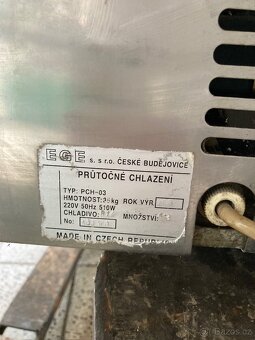 EGE s. s r.o. ČESKÉ BUDĚJOVICE
PRŮTOČNÉ CHLAZENÍ
TYP: PCH-03
HMOTNOST: kg ROK VÝR.
220V 50Hz 510W
CHLADIVO: MNOŽSTVÍ:
No:
MADE IN CZECH REPUBLIC